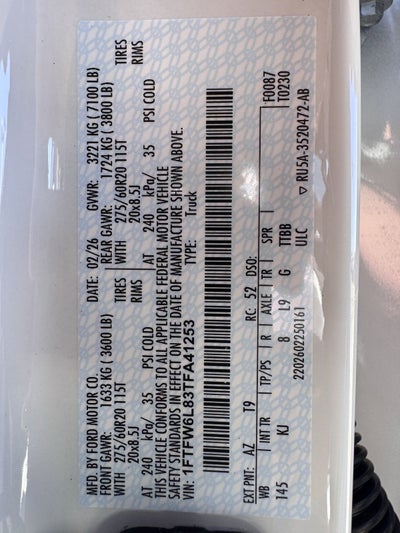 MFD. BY FORD MOTOR CO.
DATE: 02/26 GVWR: 3221 KG ( 7100 LB)
FRONT GAWR: 1633 KG ( 3600 LB) REAR GAWR: 1724 KG ( 3800 LB)
WITH 275/60R20 115T TIRES WITH 275/60R20 115T TIRES
20x8.5J RIMS 20x8.5J RIMS
AT 240 kPa/ 35 PSI COLD AT 240 kPa/ 35 PSI COLD
THIS VEHICLE CONFORMS TO ALL APPLICABLE FEDERAL MOTOR VEHICLE
SAFETY STANDARDS IN EFFECT ON THE DATE OF MANUFACTURE SHOWN ABOVE.
VIN: 1FTFW6L83TFA41253 TYPE: Truck
F0087
T0230
EXT PNT: AZ T9 RC: 52 DSO:
WB INT TR TP/PS R AXLE TR SPR
145 KJ 8 L9 G TTBB
ULC
2202602250161 ▽ RU5A-3520472-AB